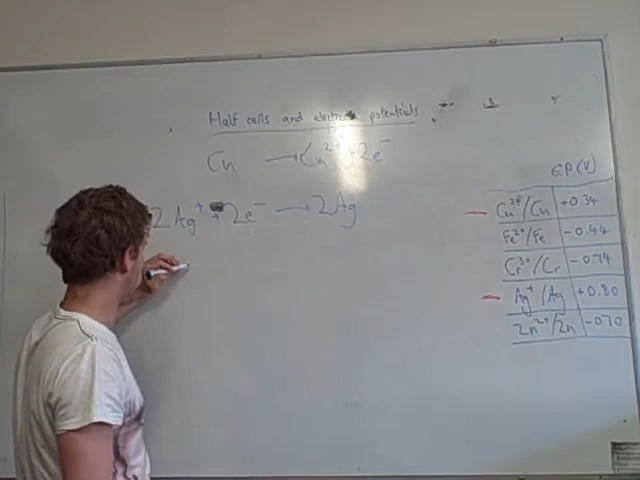 Half cells and electrode potentials
Cu → Cu²⁺ + 2e⁻
2Ag⁺ + 2e⁻ → 2Ag
EP(V)
Cu²⁺/Cu +0.34
Fe²⁺/Fe -0.44
Cr³⁺/Cr -0.74
Ag⁺/Ag +0.80
Zn²⁺/Zn -0.70